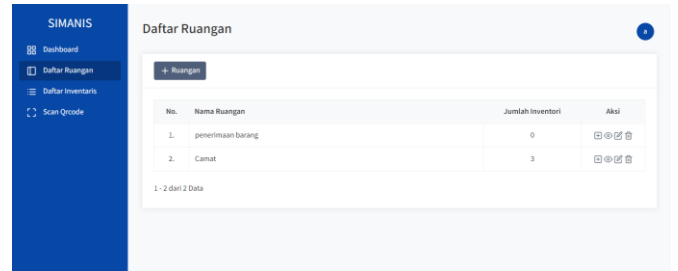 SIMANIS
Dashboard
Daftar Ruangan
Daftar Inventaris
Scan Qrcode
Daftar Ruangan
a
+ Ruangan
No. Nama Ruangan Jumlah Inventori Aksi
1. penerimaan barang 0
2. Camat 3
1 - 2 dari 2 Data